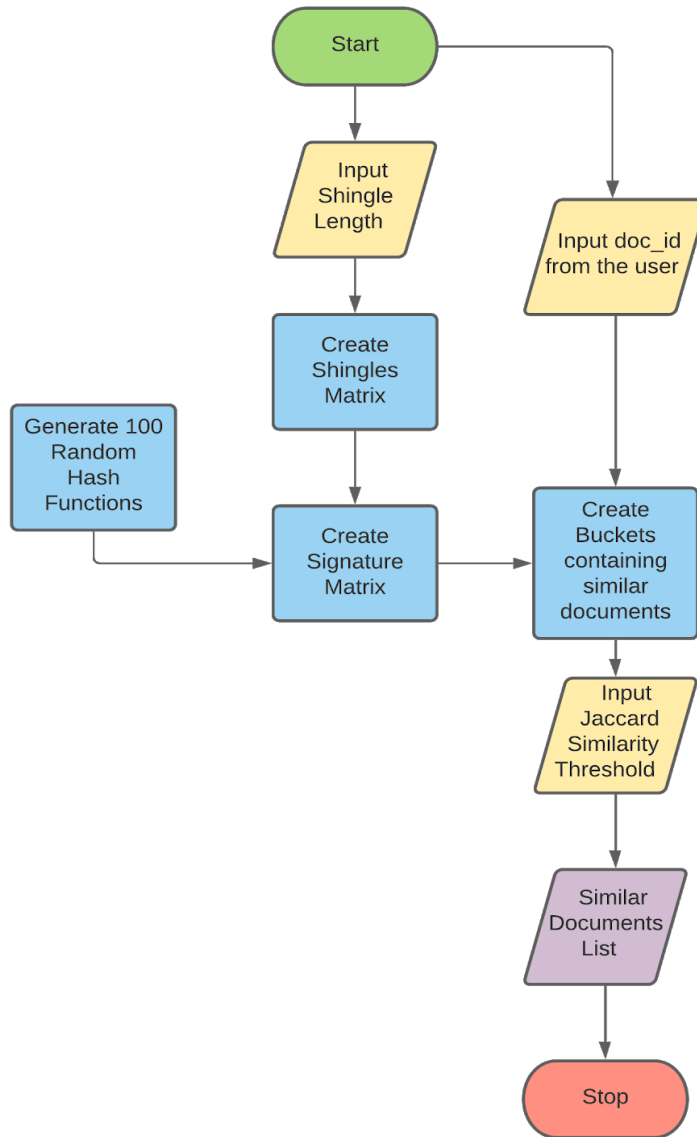 Start
Input
Shingle
Length
Input doc_id
from the user
Create
Shingles
Matrix
Generate 100
Random
Hash
Functions
Create
Signature
Matrix
Create
Buckets
containing
similar
documents
Input
Jaccard
Similarity
Threshold
Similar
Documents
List
Stop